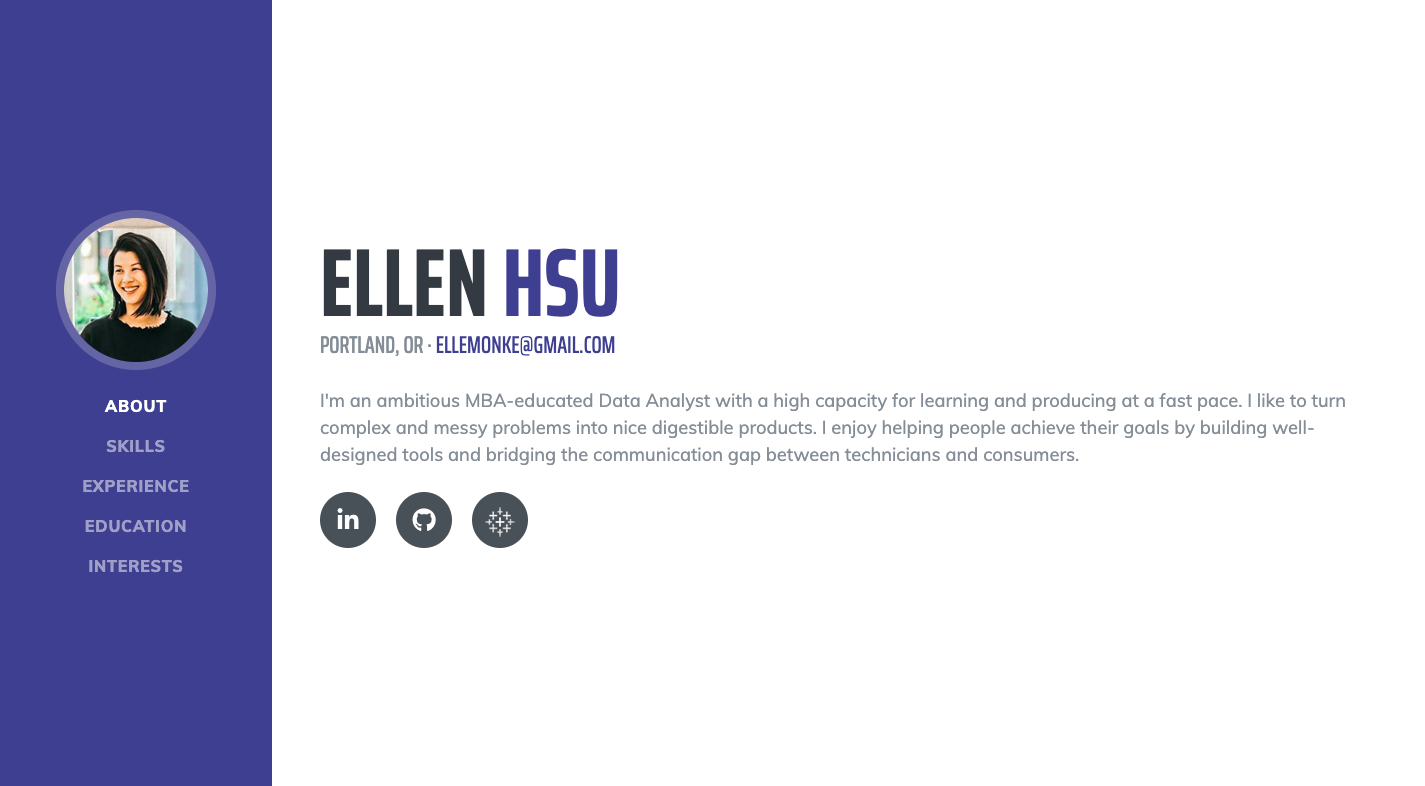 ABOUT
SKILLS
EXPERIENCE
EDUCATION
INTERESTS
ELLEN HSU
PORTLAND, OR · ELLEMONKE@GMAIL.COM
I'm an ambitious MBA-educated Data Analyst with a high capacity for learning and producing at a fast pace. I like to turn
complex and messy problems into nice digestible products. I enjoy helping people achieve their goals by building well-
designed tools and bridging the communication gap between technicians and consumers.
in